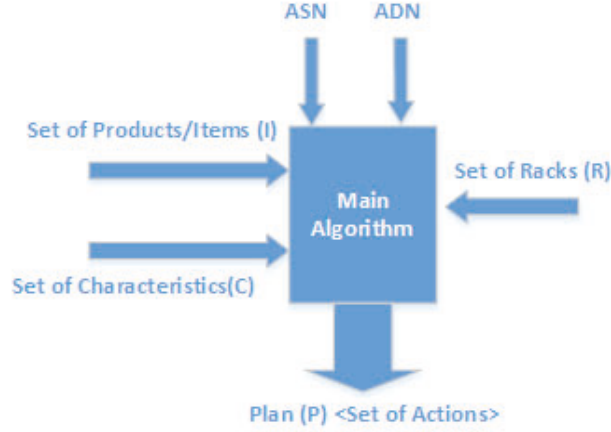 ASN ADN
Set of Products/Items (I)
Set of Racks (R)
Main
Algorithm
Set of Characteristics(C)
Plan (P) <Set of Actions>